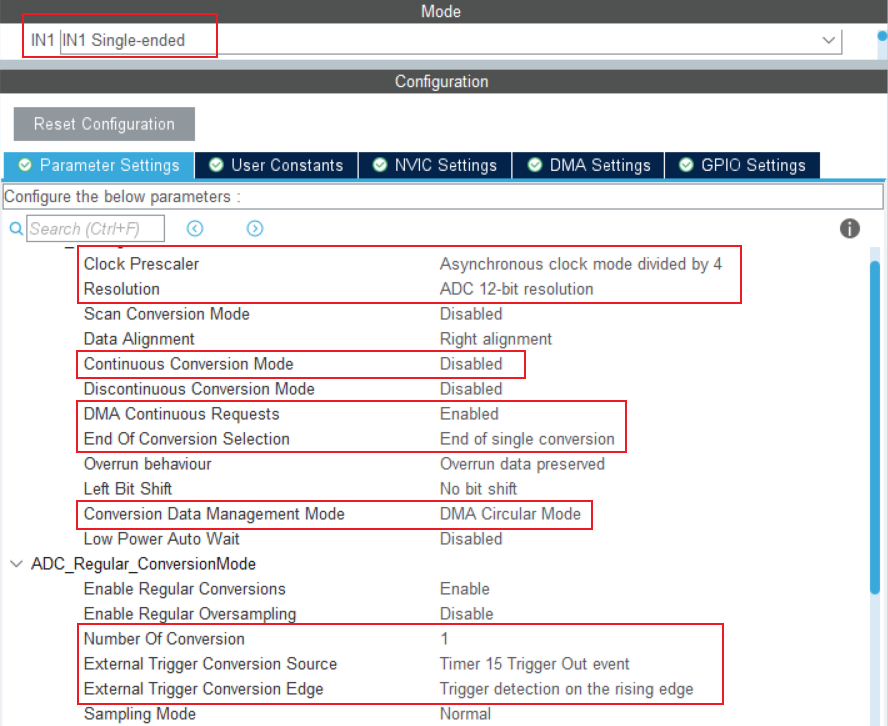 Mode
IN1 IN1 Single-ended
Configuration
Reset Configuration
Parameter Settings User Constants NVIC Settings DMA Settings GPIO Settings
Configure the below parameters :
Search (Ctrl+F)
Clock Prescaler Asynchronous clock mode divided by 4
Resolution ADC 12-bit resolution
Scan Conversion Mode Disabled
Data Alignment Right alignment
Continuous Conversion Mode Disabled
Discontinuous Conversion Mode Disabled
DMA Continuous Requests Enabled
End Of Conversion Selection End of single conversion
Overrun behaviour Overrun data preserved
Left Bit Shift No bit shift
Conversion Data Management Mode DMA Circular Mode
Low Power Auto Wait Disabled
ADC_Regular_ConversionMode
Enable Regular Conversions Enable
Enable Regular Oversampling Disable
Number Of Conversion 1
External Trigger Conversion Source Timer 15 Trigger Out event
External Trigger Conversion Edge Trigger detection on the rising edge
Sampling Mode Normal